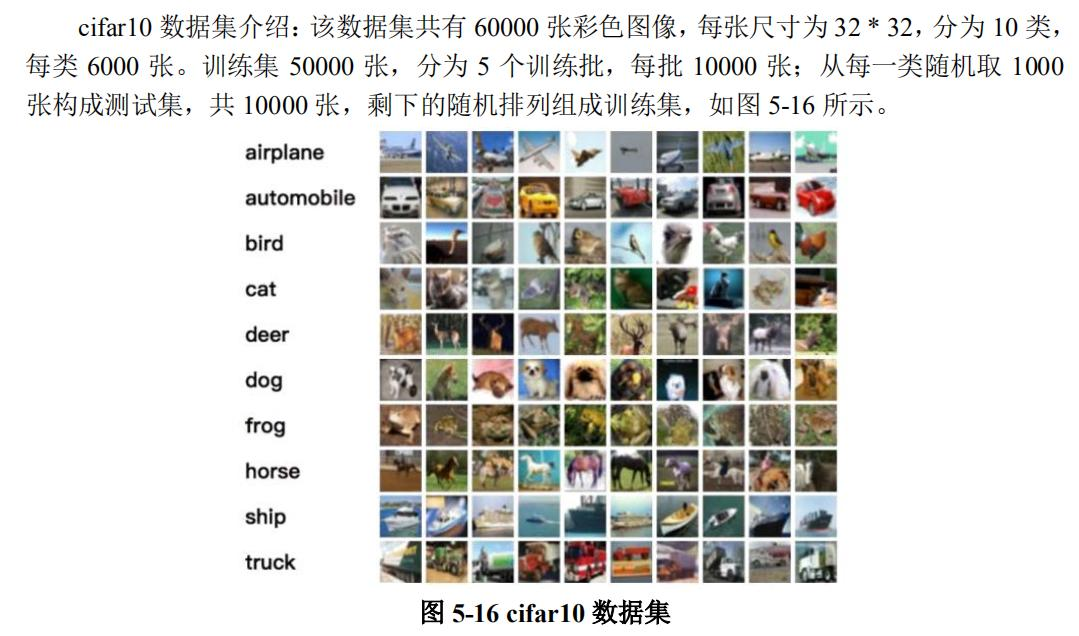 cifar10 数据集介绍：该数据集共有 60000 张彩色图像，每张尺寸为 32 * 32，分为 10 类，
每类 6000 张。训练集 50000 张，分为 5 个训练批，每批 10000 张；从每一类随机取 1000
张构成测试集，共 10000 张，剩下的随机排列组成训练集，如图 5-16 所示。
airplane
automobile
bird
cat
deer
dog
frog
horse
ship
truck
图 5-16 cifar10 数据集